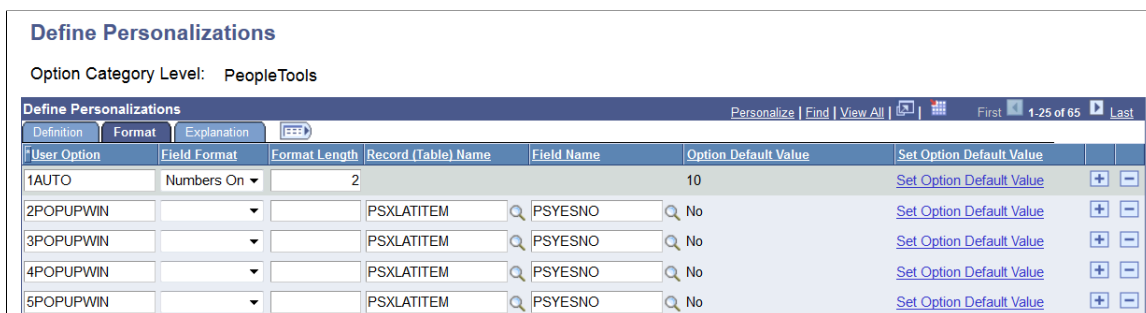 Define Personalizations
Option Category Level: PeopleTools
Define Personalizations Personalize | Find | View All | First 1-25 of 65 Last
Definition Format Explanation
*User Option Field Format Format Length Record (Table) Name Field Name Option Default Value Set Option Default Value
1AUTO Numbers On 2 10 Set Option Default Value + −
2POPUPWIN PSXLATITEM PSYESNO No Set Option Default Value + −
3POPUPWIN PSXLATITEM PSYESNO No Set Option Default Value + −
4POPUPWIN PSXLATITEM PSYESNO No Set Option Default Value + −
5POPUPWIN PSXLATITEM PSYESNO No Set Option Default Value + −